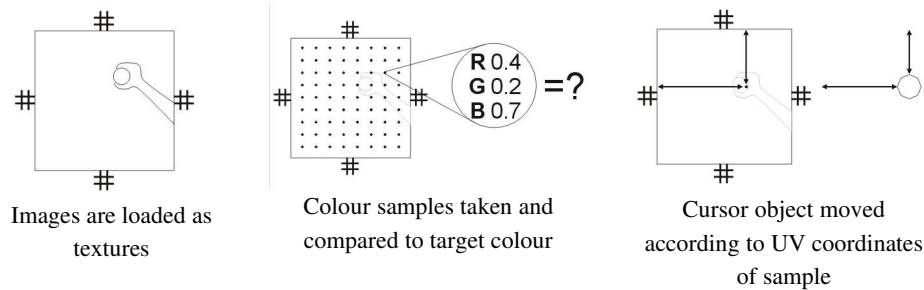 R 0.4
G 0.2
B 0.7
=?
Images are loaded as
textures
Colour samples taken and
compared to target colour
Cursor object moved
according to UV coordinates
of sample